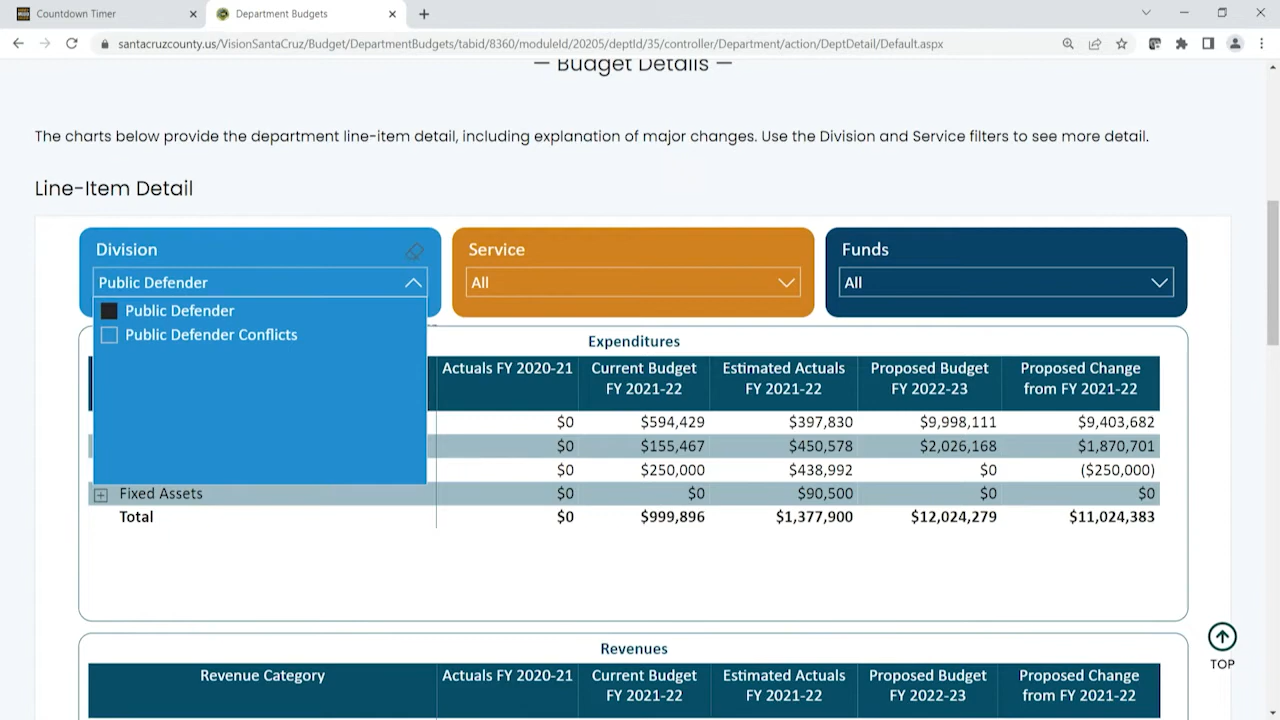 Countdown Timer
Department Budgets
santacruzcounty.us/VisionSantaCruz/Budget/DepartmentBudgets/tabid/8360/moduleId/20205/deptId/35/controller/Department/action/DeptDetail/Default.aspx
— Budget Details —
The charts below provide the department line-item detail, including explanation of major changes. Use the Division and Service filters to see more detail.
Line-Item Detail
Division
Service
Funds
Public Defender
All
All
Public Defender
Public Defender Conflicts
Expenditures
Actuals FY 2020-21 Current Budget FY 2021-22 Estimated Actuals FY 2021-22 Proposed Budget FY 2022-23 Proposed Change from FY 2021-22
$0 $594,429 $397,830 $9,998,111 $9,403,682
$0 $155,467 $450,578 $2,026,168 $1,870,701
$0 $250,000 $438,992 $0 ($250,000)
Fixed Assets $0 $0 $90,500 $0 $0
Total $0 $999,896 $1,377,900 $12,024,279 $11,024,383
TOP
Revenues
Revenue Category Actuals FY 2020-21 Current Budget FY 2021-22 Estimated Actuals FY 2021-22 Proposed Budget FY 2022-23 Proposed Change from FY 2021-22